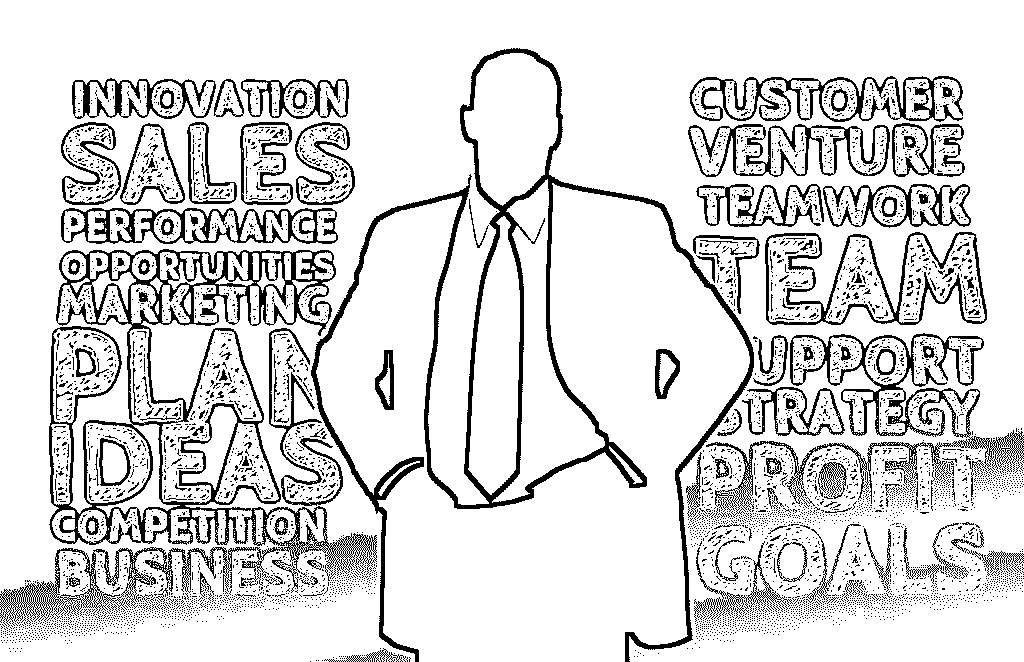 INNOVATION
SALES
PERFORMANCE
OPPORTUNITIES
MARKETING
PLAN
IDEAS
COMPETITION
BUSINESS
CUSTOMER
VENTURE
TEAMWORK
TEAM
SUPPORT
STRATEGY
PROFIT
GOALS